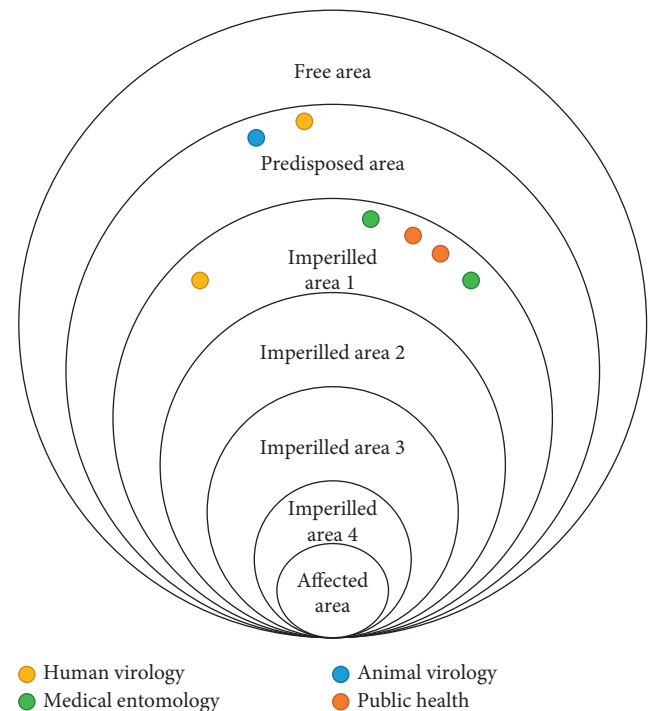 Free area
Predisposed area
Imperilled
area 1
Imperilled area 2
Imperilled area 3
Imperilled
area 4
Affected
area
Human virology
Animal virology
Medical entomology
Public health